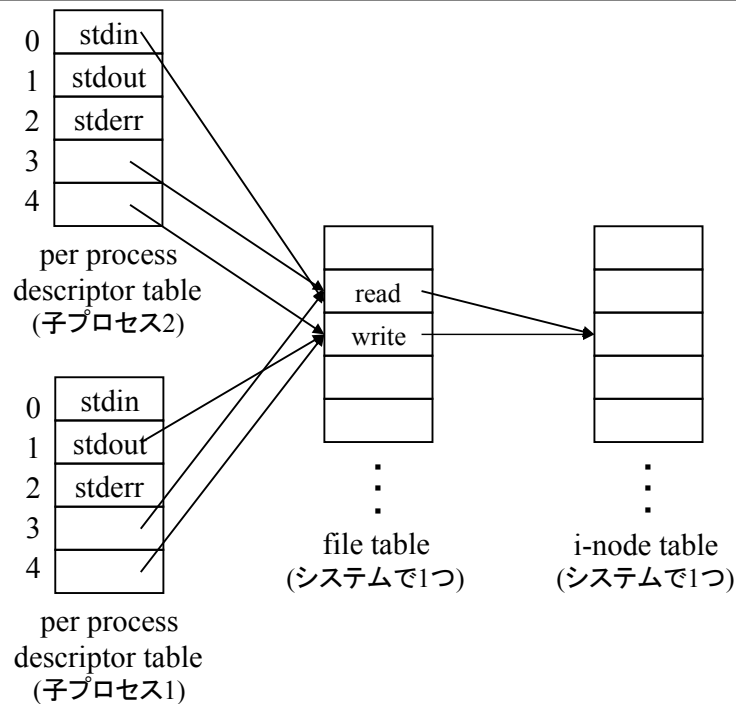 0 stdin
1 stdout
2 stderr
3
4
per process
descriptor table
(子プロセス2)
0 stdin
1 stdout
2 stderr
3
4
per process
descriptor table
(子プロセス1)
read
write
file table
(システムで1つ)
i-node table
(システムで1つ)